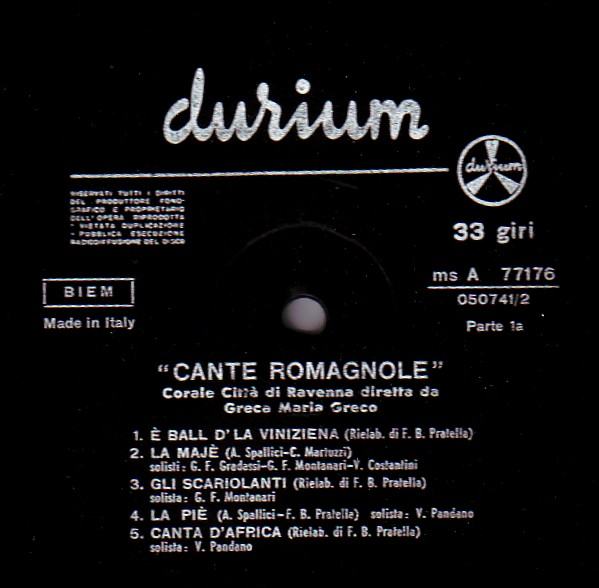 durium
durium
RISERVATI TUTTI I DIRITTI
DEL PRODUTTORE FONO-
GRAFICO E PROPRIETARIO
DELL'OPERA RIPRODOTTA
- VIETATA DUPLICAZIONE
- PUBBLICA ESECUZIONE
RADIODIFFUSIONE DEL DISCO
33 giri
BIEM
Made in Italy
ms A 77176
050741/2
Parte 1a
"CANTE ROMAGNOLE"
Corale Città di Ravenna diretta da
Greca Maria Greco
1. È BALL D'LA VINIZIENA (Rielab. di F. B. Pratella)
2. LA MAJÈ (A. Spallici-C. Martuzzi)
solisti: G. F. Gradassi-G. F. Montanari-V. Costantini
3. GLI SCARIOLANTI (Rielab. di F. B. Pratella)
solista: G. F. Montanari
4. LA PIÈ (A. Spallici-F. B. Pratella) solista: V. Pandano
5. CANTA D'AFRICA (Rielab. di F. B. Pratella)
solista: V. Pandano